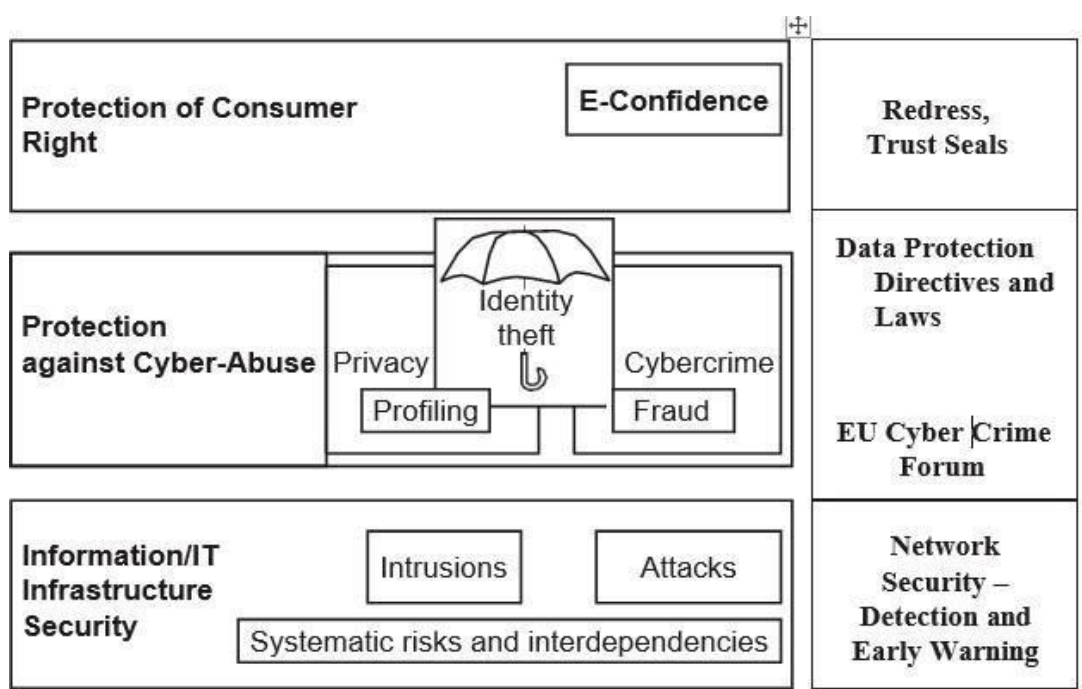 Protection of Consumer
Right
E-Confidence
Redress,
Trust Seals
Protection
against Cyber-Abuse
Privacy
Profiling
Identity
theft
Cybercrime
Fraud
Data Protection
Directives and
Laws
EU Cyber Crime
Forum
Information/IT
Infrastructure
Security
Intrusions
Attacks
Systematic risks and interdependencies
Network
Security –
Detection and
Early Warning